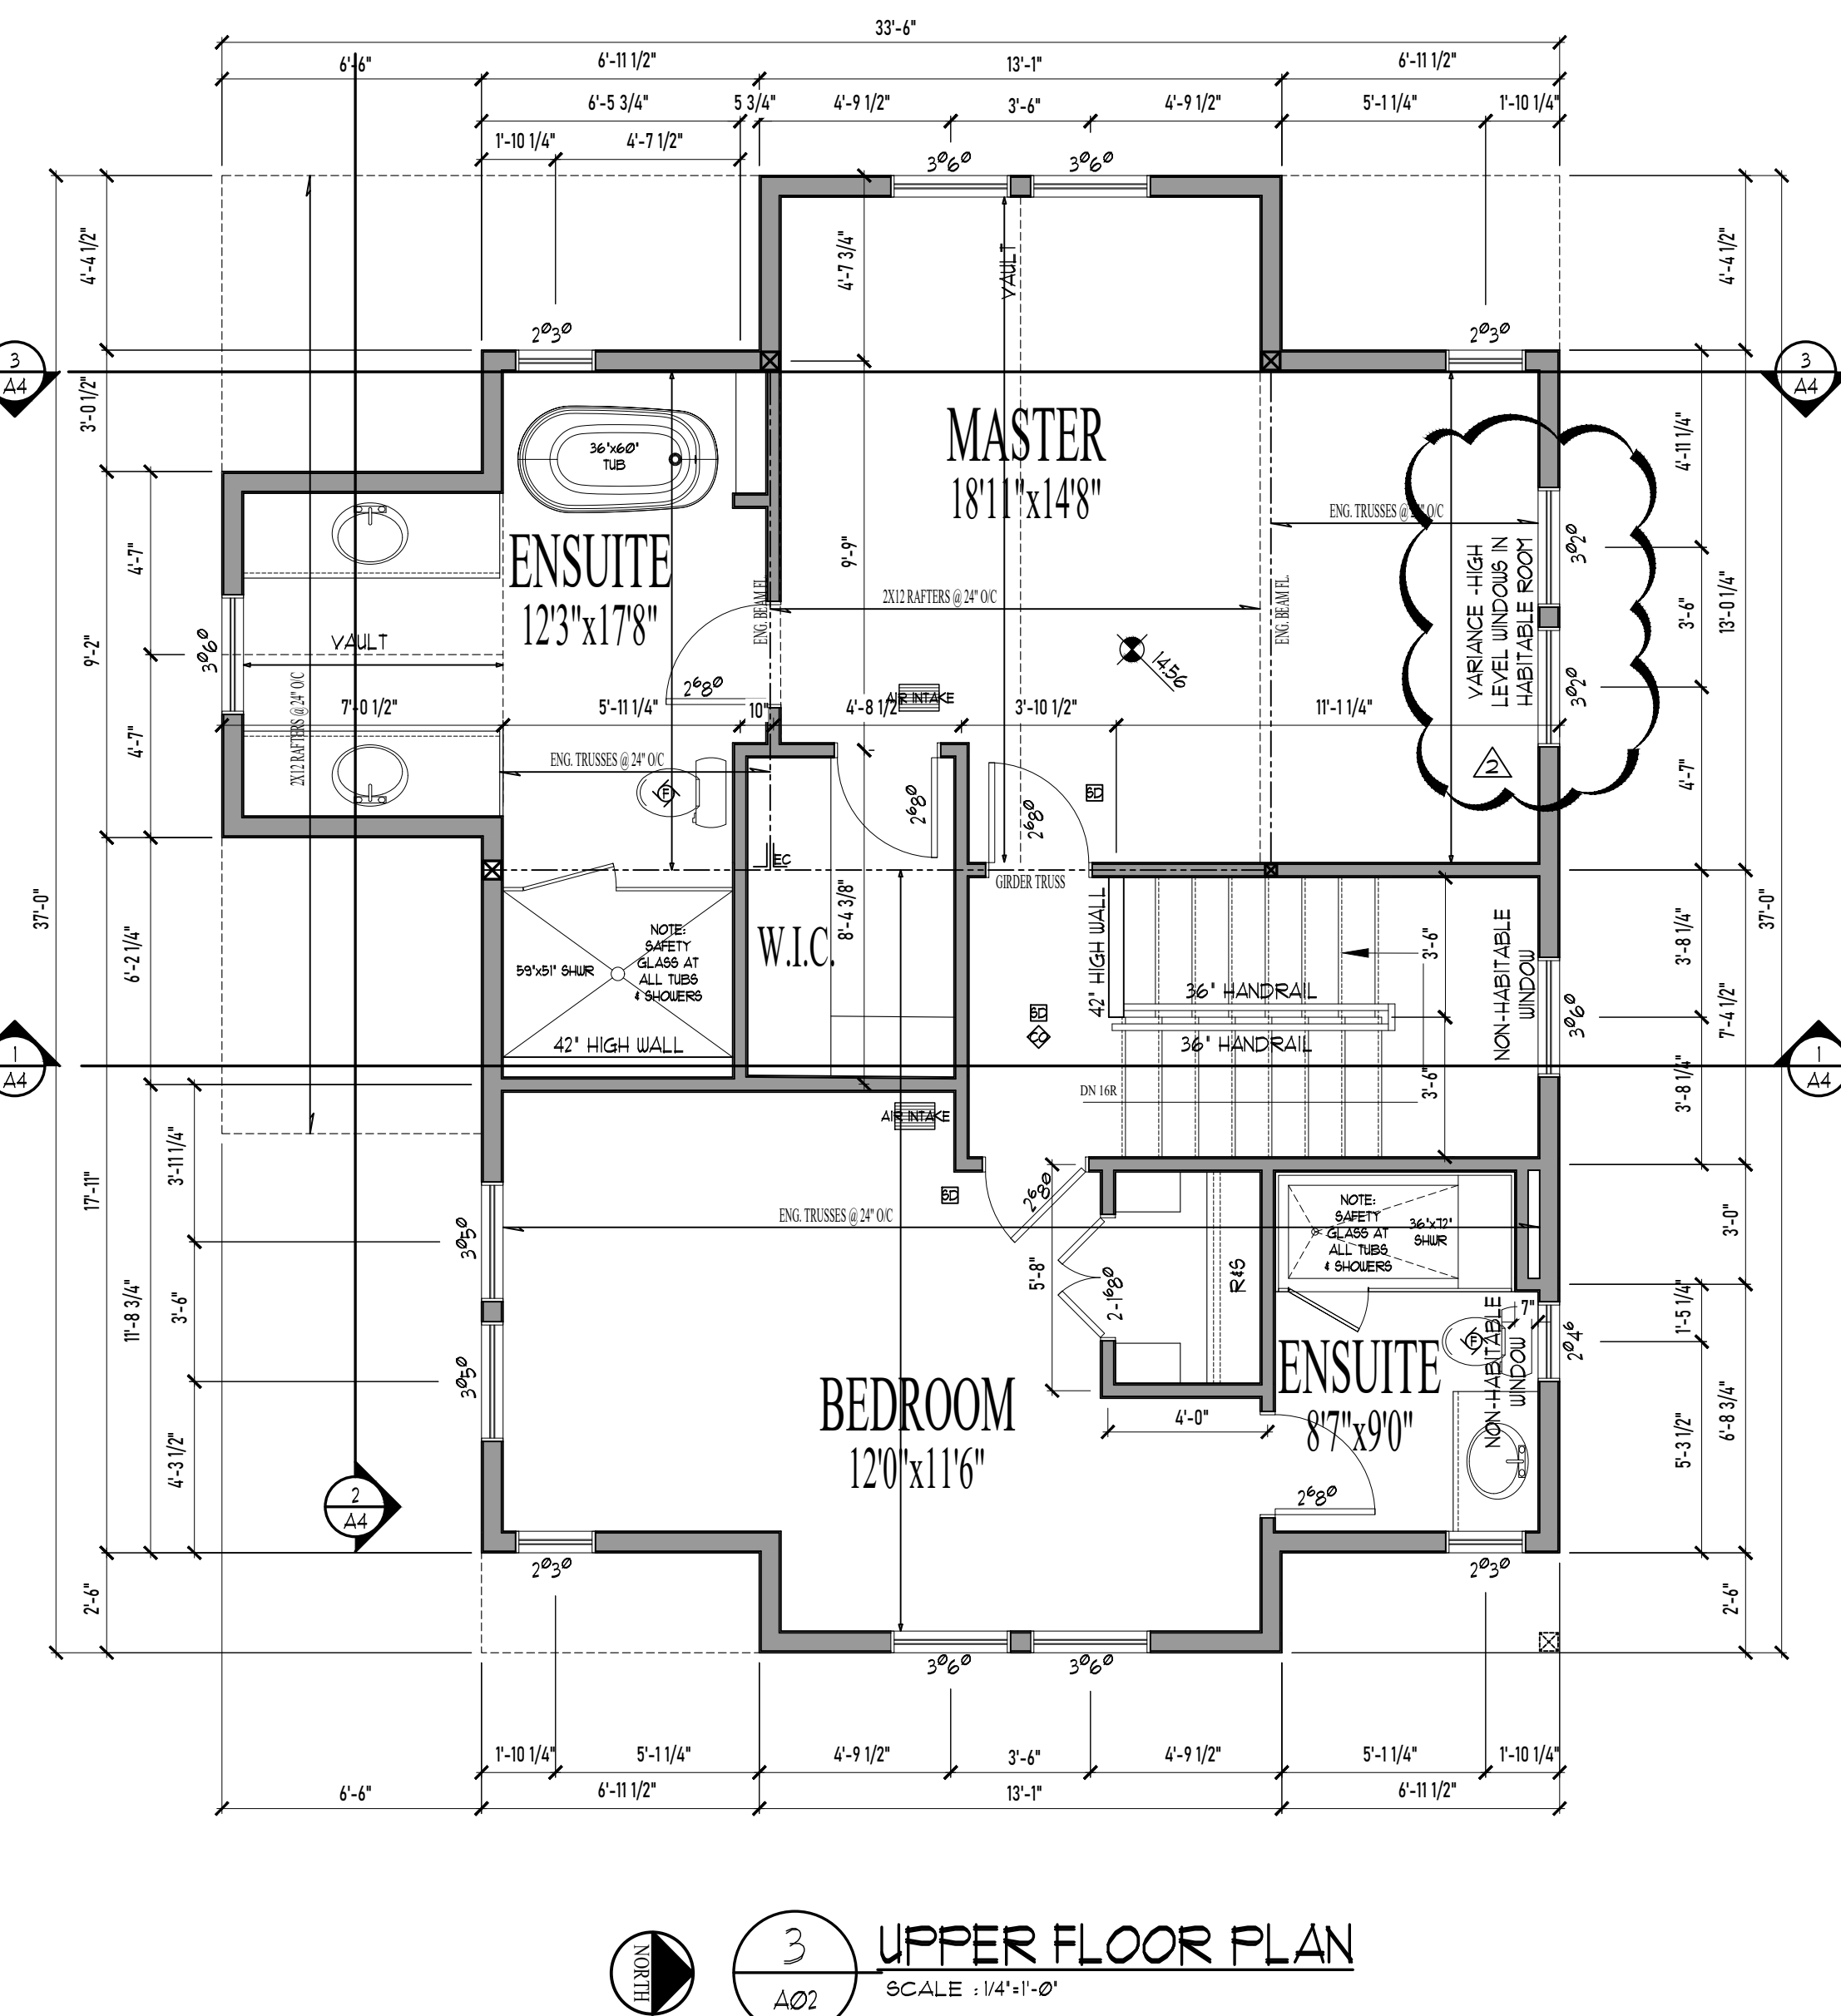 33'-6"
6'-6"
6'-11 1/2"
13'-1"
6'-11 1/2"
6'-5 3/4"
5 3/4"
4'-9 1/2"
3'-6"
4'-9 1/2"
5'-1 1/4"
1'-10 1/4"
1'-10 1/4"
4'-7 1/2"
3⁰6⁰
3⁰6⁰
4'-4 1/2"
4'-7 3/4"
VAULT
4'-4 1/2"
2⁰3⁰
2⁰3⁰
3
A4
3
A4
3'-0 1/2"
36"x60"
TUB
MASTER
18'11"x14'8"
4'-11 1/4"
ENG. TRUSSES @ 24" O/C
ENSUITE
12'3"x17'8"
4'-7"
9'-9"
ENG. BEAM FL.
2X12 RAFTERS @ 24" O/C
ENG. BEAM FL.
VARIANCE -HIGH
LEVEL WINDOWS IN
HABITABLE ROOM
3⁰2⁰
3'-6"
13'-0 1/4"
9'-2"
3⁰6⁰
VAULT
1456
2⁶8⁰
3⁰2⁰
AIR INTAKE
2X12 RAFTERS @ 24" O/C
7'-0 1/2"
5'-11 1/4"
10"
4'-8 1/2"
3'-10 1/2"
11'-1 1/4"
4'-7"
4'-7"
2
ENG. TRUSSES @ 24" O/C
F
2⁶8⁰
2⁶8⁰
SD
EC
GIRDER TRUSS
37'-0"
37'-0"
6'-2 1/4"
8'-4 3/8"
W.I.C.
NOTE:
SAFETY
GLASS AT
ALL TUBS
& SHOWERS
59"x51" SHWR
42" HIGH WALL
42" HIGH WALL
36" HANDRAIL
36" HANDRAIL
3'-6"
3'-6"
NON-HABITABLE
WINDOW
3⁰6⁰
3'-8 1/4"
7'-4 1/2"
3'-8 1/4"
SD
CO
1
A4
1
A4
DN 16R
AIR INTAKE
17'-11"
3'-11 1/4"
SD
2⁶8⁰
ENG. TRUSSES @ 24" O/C
NOTE:
SAFETY
GLASS AT
ALL TUBS
& SHOWERS
36"x72"
SHWR
3'-0"
3⁰5⁰
11'-8 3/4"
3'-6"
5'-8"
2-1⁶8⁰
R&S
7"
F
NON-HABITABLE
WINDOW
2⁰4⁶
1'-5 1/4"
3⁰5⁰
4'-3 1/2"
BEDROOM
12'0"x11'6"
4'-0"
ENSUITE
8'7"x9'0"
2⁶8⁰
5'-3 1/2"
6'-8 3/4"
2
A4
2⁰3⁰
2⁰3⁰
2'-6"
2'-6"
3⁰6⁰
3⁰6⁰
1'-10 1/4"
5'-1 1/4"
4'-9 1/2"
3'-6"
4'-9 1/2"
5'-1 1/4"
1'-10 1/4"
6'-6"
6'-11 1/2"
13'-1"
6'-11 1/2"
NORTH
3
A02
UPPER FLOOR PLAN
SCALE : 1/4"=1'-0"